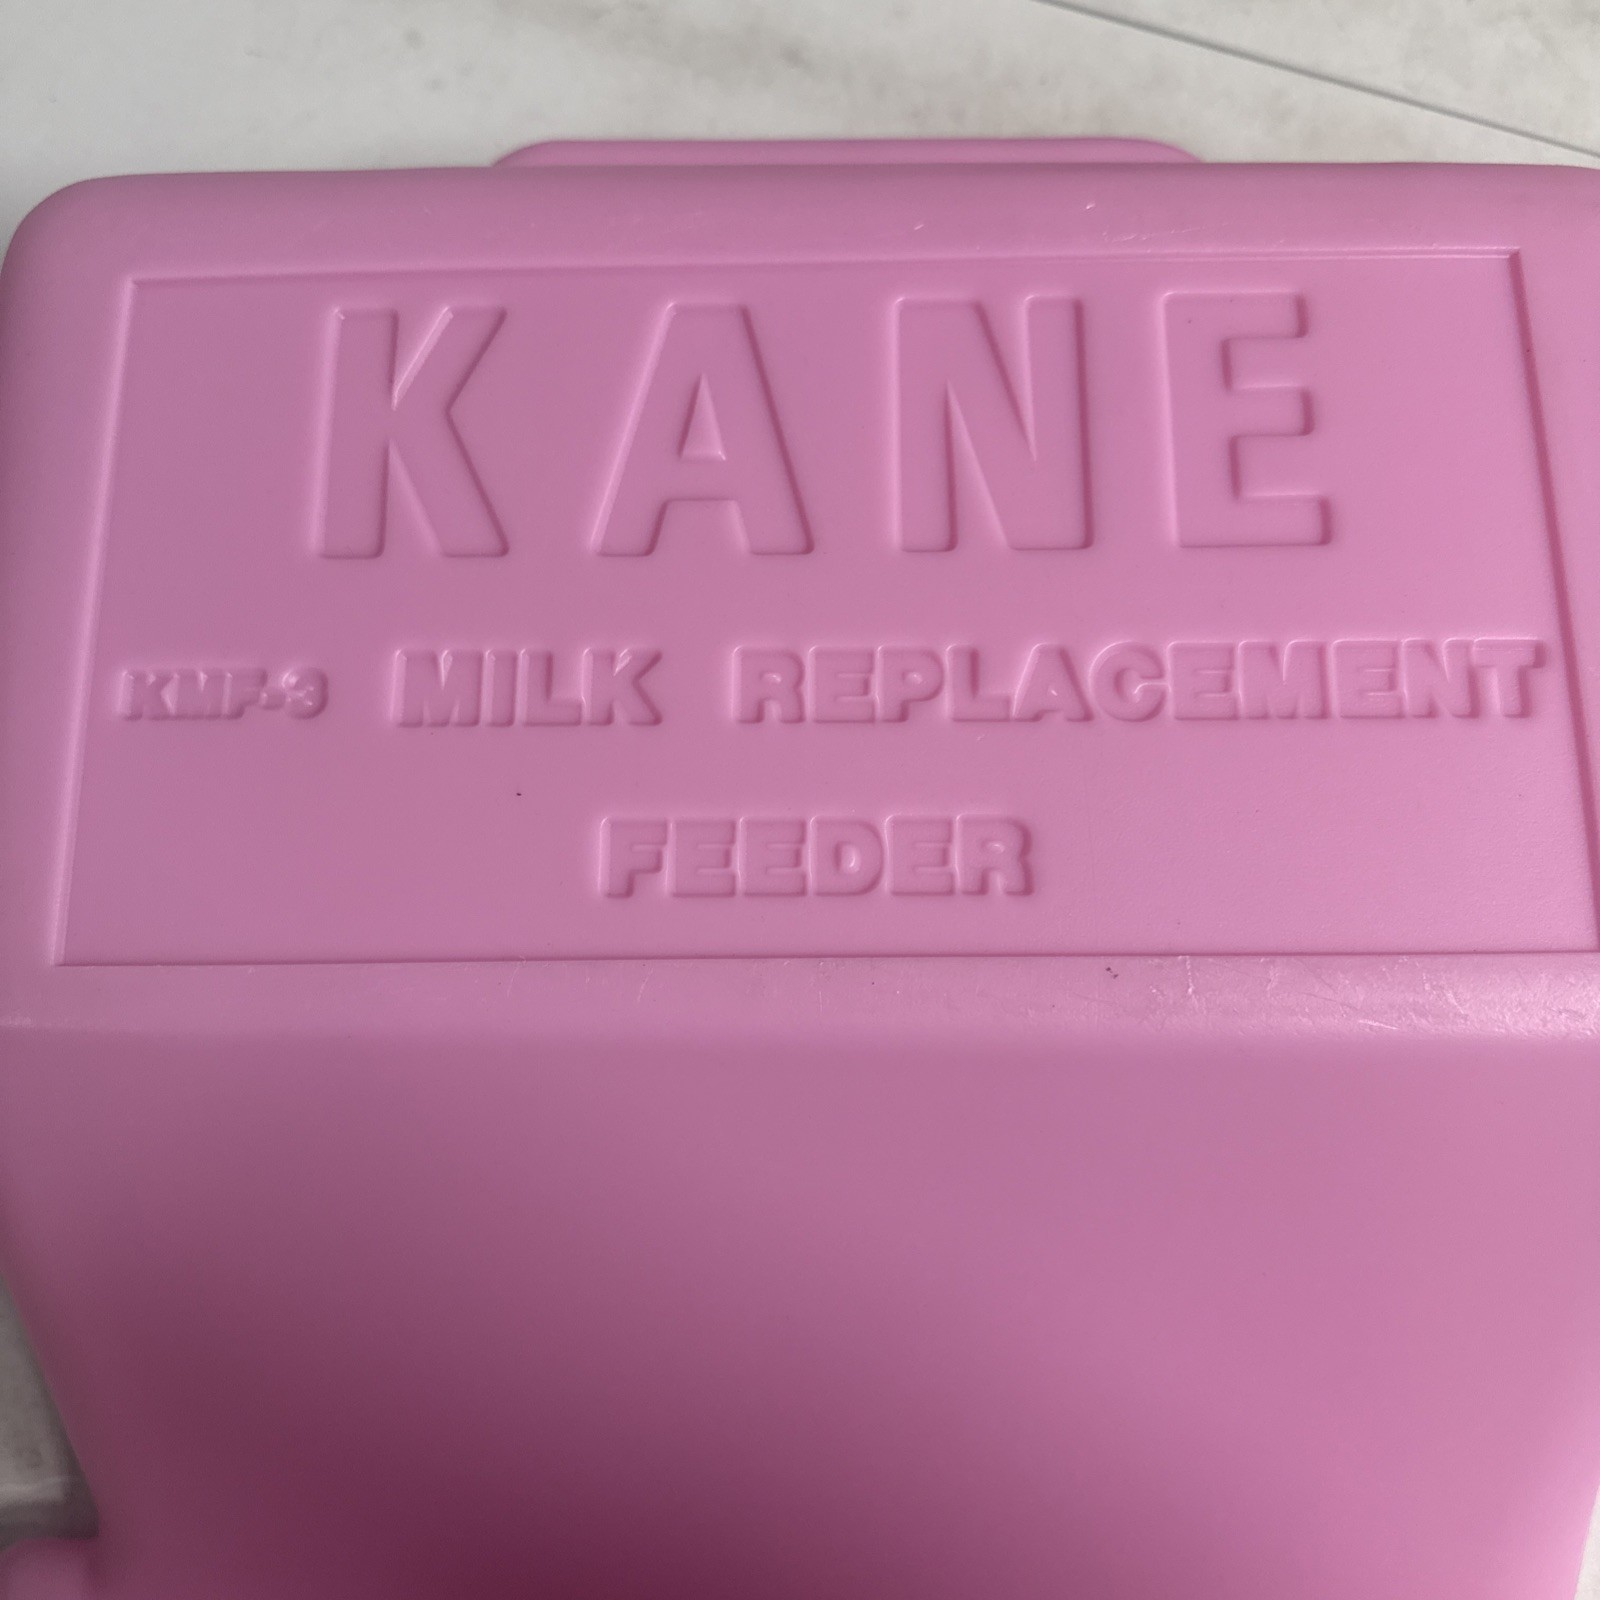 KANE
KMF-3 MILK REPLACEMENT
FEEDER